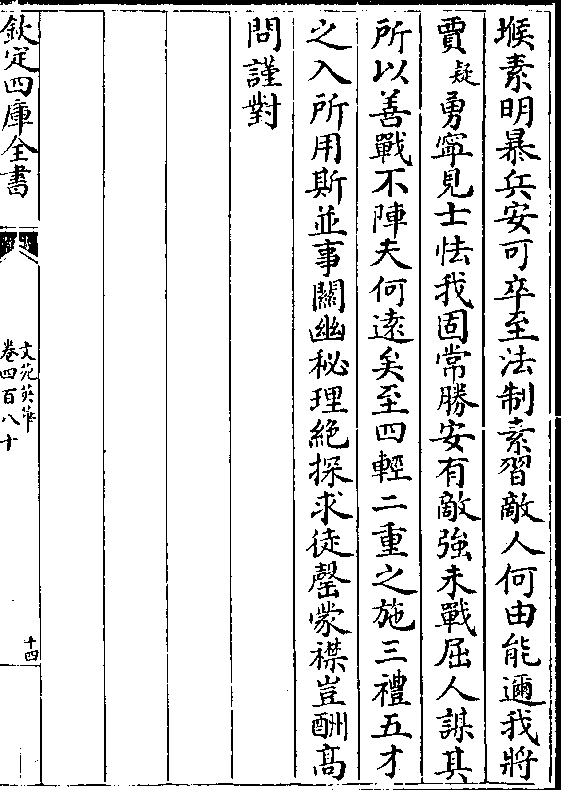 堠素明暴兵安可卒至法制素習敵人何由能邇我將
賈疑勇寧見士怯我固常勝安有敵強未戰屈人謀其
所以善戰不陣夫何遠矣至四輕二重之施三禮五才
之入所用斯並事關幽秘理絶探求徒罄蒙襟豈酬高
問謹對
欽定四庫全書
文苑英華
卷四百八十
十四